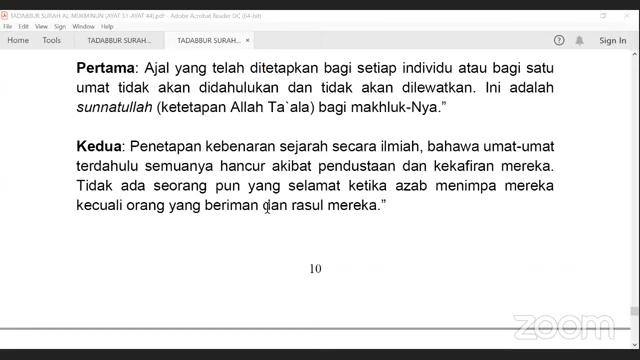 TADABBUR SURAH AL MUKMINUN (AYAT 31-AYAT 44).pdf - Adobe Acrobat Reader DC (64-bit)
File Edit View Sign Window Help
Home Tools TADABBUR SURAH... TADABBUR SURAH... × Sign In
Pertama: Ajal yang telah ditetapkan bagi setiap individu atau bagi satu
umat tidak akan didahulukan dan tidak akan dilewatkan. Ini adalah
sunnatullah (ketetapan Allah Ta`ala) bagi makhluk-Nya.”
Kedua: Penetapan kebenaran sejarah secara ilmiah, bahawa umat-umat
terdahulu semuanya hancur akibat pendustaan dan kekafiran mereka.
Tidak ada seorang pun yang selamat ketika azab menimpa mereka
kecuali orang yang beriman dan rasul mereka.”
10
zoom